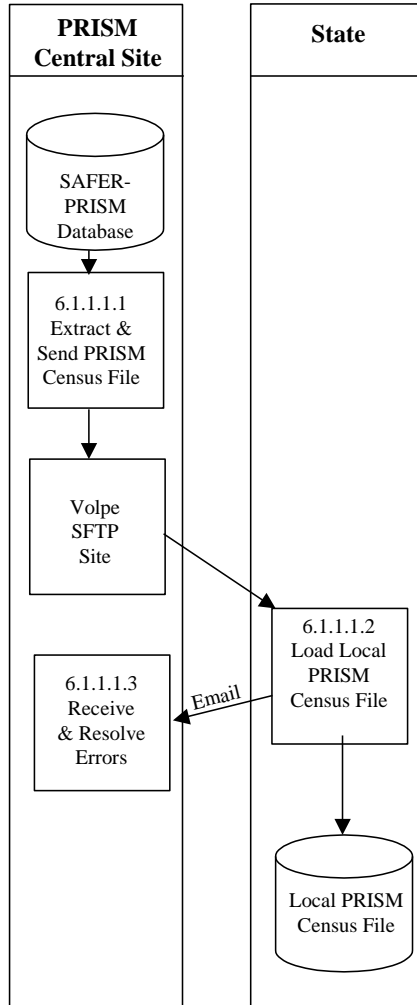 PRISM
Central Site
State
SAFER-
PRISM
Database
6.1.1.1.1
Extract &
Send PRISM
Census File
Volpe
SFTP
Site
6.1.1.1.2
Load Local
PRISM
Census File
Email
6.1.1.1.3
Receive
& Resolve
Errors
Local PRISM
Census File